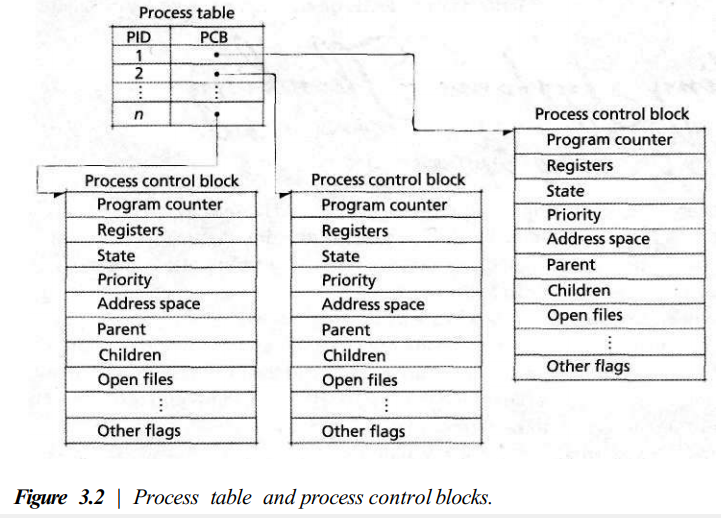 Process table
PID PCB
1
2
⋮ ⋮
n
Process control block
Program counter
Registers
State
Priority
Address space
Parent
Children
Open files
⋮
Other flags
Process control block
Program counter
Registers
State
Priority
Address space
Parent
Children
Open files
⋮
Other flags
Process control block
Program counter
Registers
State
Priority
Address space
Parent
Children
Open files
⋮
Other flags
Figure 3.2 | Process table and process control blocks.